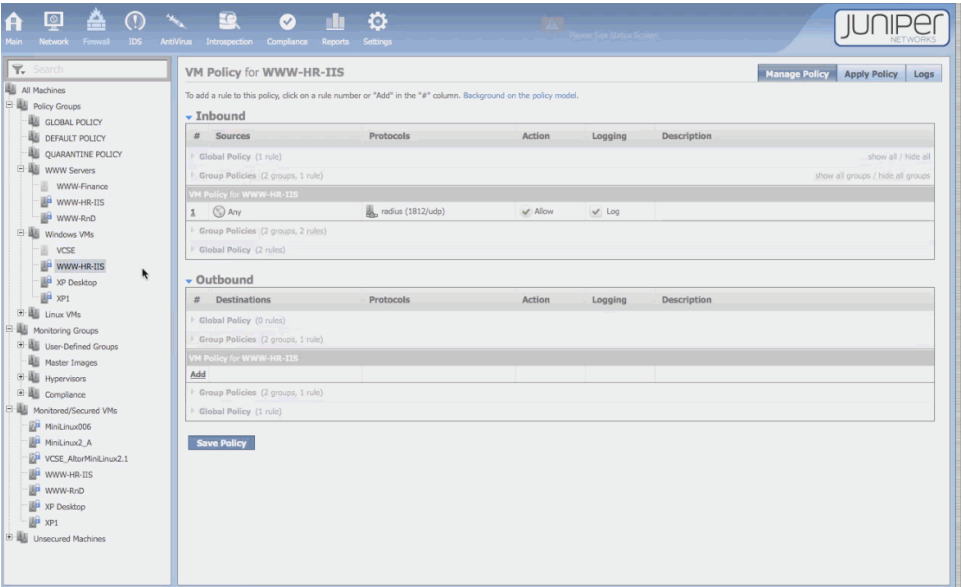 Main Network Firewall IDS AntiVirus Introspection Compliance Reports Settings
Please See Status Screen
JUNIPER
NETWORKS
Search
All Machines
Policy Groups
GLOBAL POLICY
DEFAULT POLICY
QUARANTINE POLICY
WWW Servers
WWW-Finance
WWW-HR-IIS
WWW-RnD
Windows VMs
VCSE
WWW-HR-IIS
XP Desktop
XP1
Linux VMs
Monitoring Groups
User-Defined Groups
Master Images
Hypervisors
Compliance
Monitored/Secured VMs
MiniLinux006
MiniLinux2_A
VCSE_AltorMiniLinux2.1
WWW-HR-IIS
WWW-RnD
XP Desktop
XP1
Unsecured Machines
VM Policy for WWW-HR-IIS
Manage Policy Apply Policy Logs
To add a rule to this policy, click on a rule number or "Add" in the "#" column. Background on the policy model.
Inbound
# Sources Protocols Action Logging Description
Global Policy (1 rule) ... show all / hide all
Group Policies (2 groups, 1 rule) show all groups / hide all groups
VM Policy for WWW-HR-IIS
1 Any radius (1812/udp) Allow Log
Group Policies (2 groups, 2 rules)
Global Policy (2 rules)
Outbound
# Destinations Protocols Action Logging Description
Global Policy (0 rules)
Group Policies (2 groups, 1 rule)
VM Policy for WWW-HR-IIS
Add
Group Policies (2 groups, 1 rule)
Global Policy (1 rule)
Save Policy